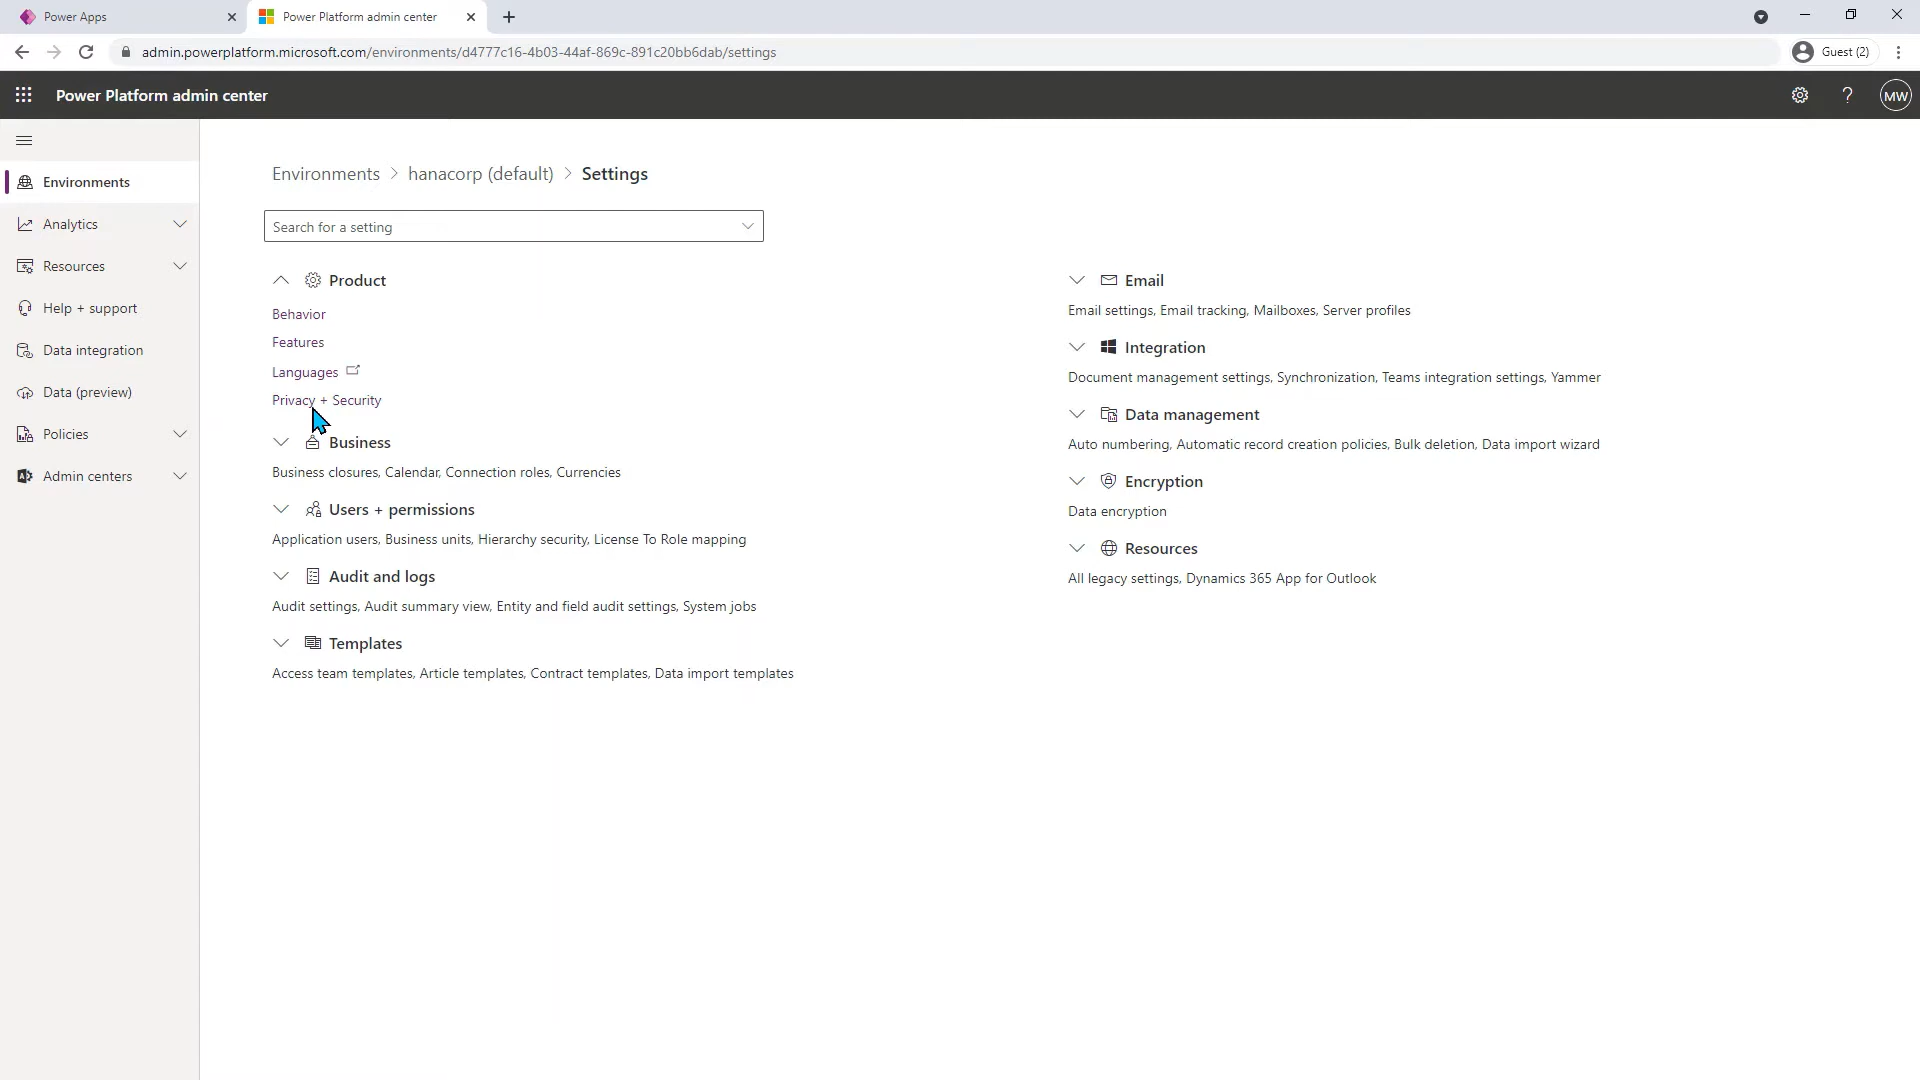 Power Apps
Power Platform admin center
admin.powerplatform.microsoft.com/environments/d4777c16-4b03-44af-869c-891c20bb6dab/settings
Guest (2)
Power Platform admin center
?
MW
Environments
Analytics
Resources
Help + support
Data integration
Data (preview)
Policies
Admin centers
Environments > hanacorp (default) > Settings
Search for a setting
Product
Behavior
Features
Languages
Privacy + Security
Business
Business closures, Calendar, Connection roles, Currencies
Users + permissions
Application users, Business units, Hierarchy security, License To Role mapping
Audit and logs
Audit settings, Audit summary view, Entity and field audit settings, System jobs
Templates
Access team templates, Article templates, Contract templates, Data import templates
Email
Email settings, Email tracking, Mailboxes, Server profiles
Integration
Document management settings, Synchronization, Teams integration settings, Yammer
Data management
Auto numbering, Automatic record creation policies, Bulk deletion, Data import wizard
Encryption
Data encryption
Resources
All legacy settings, Dynamics 365 App for Outlook